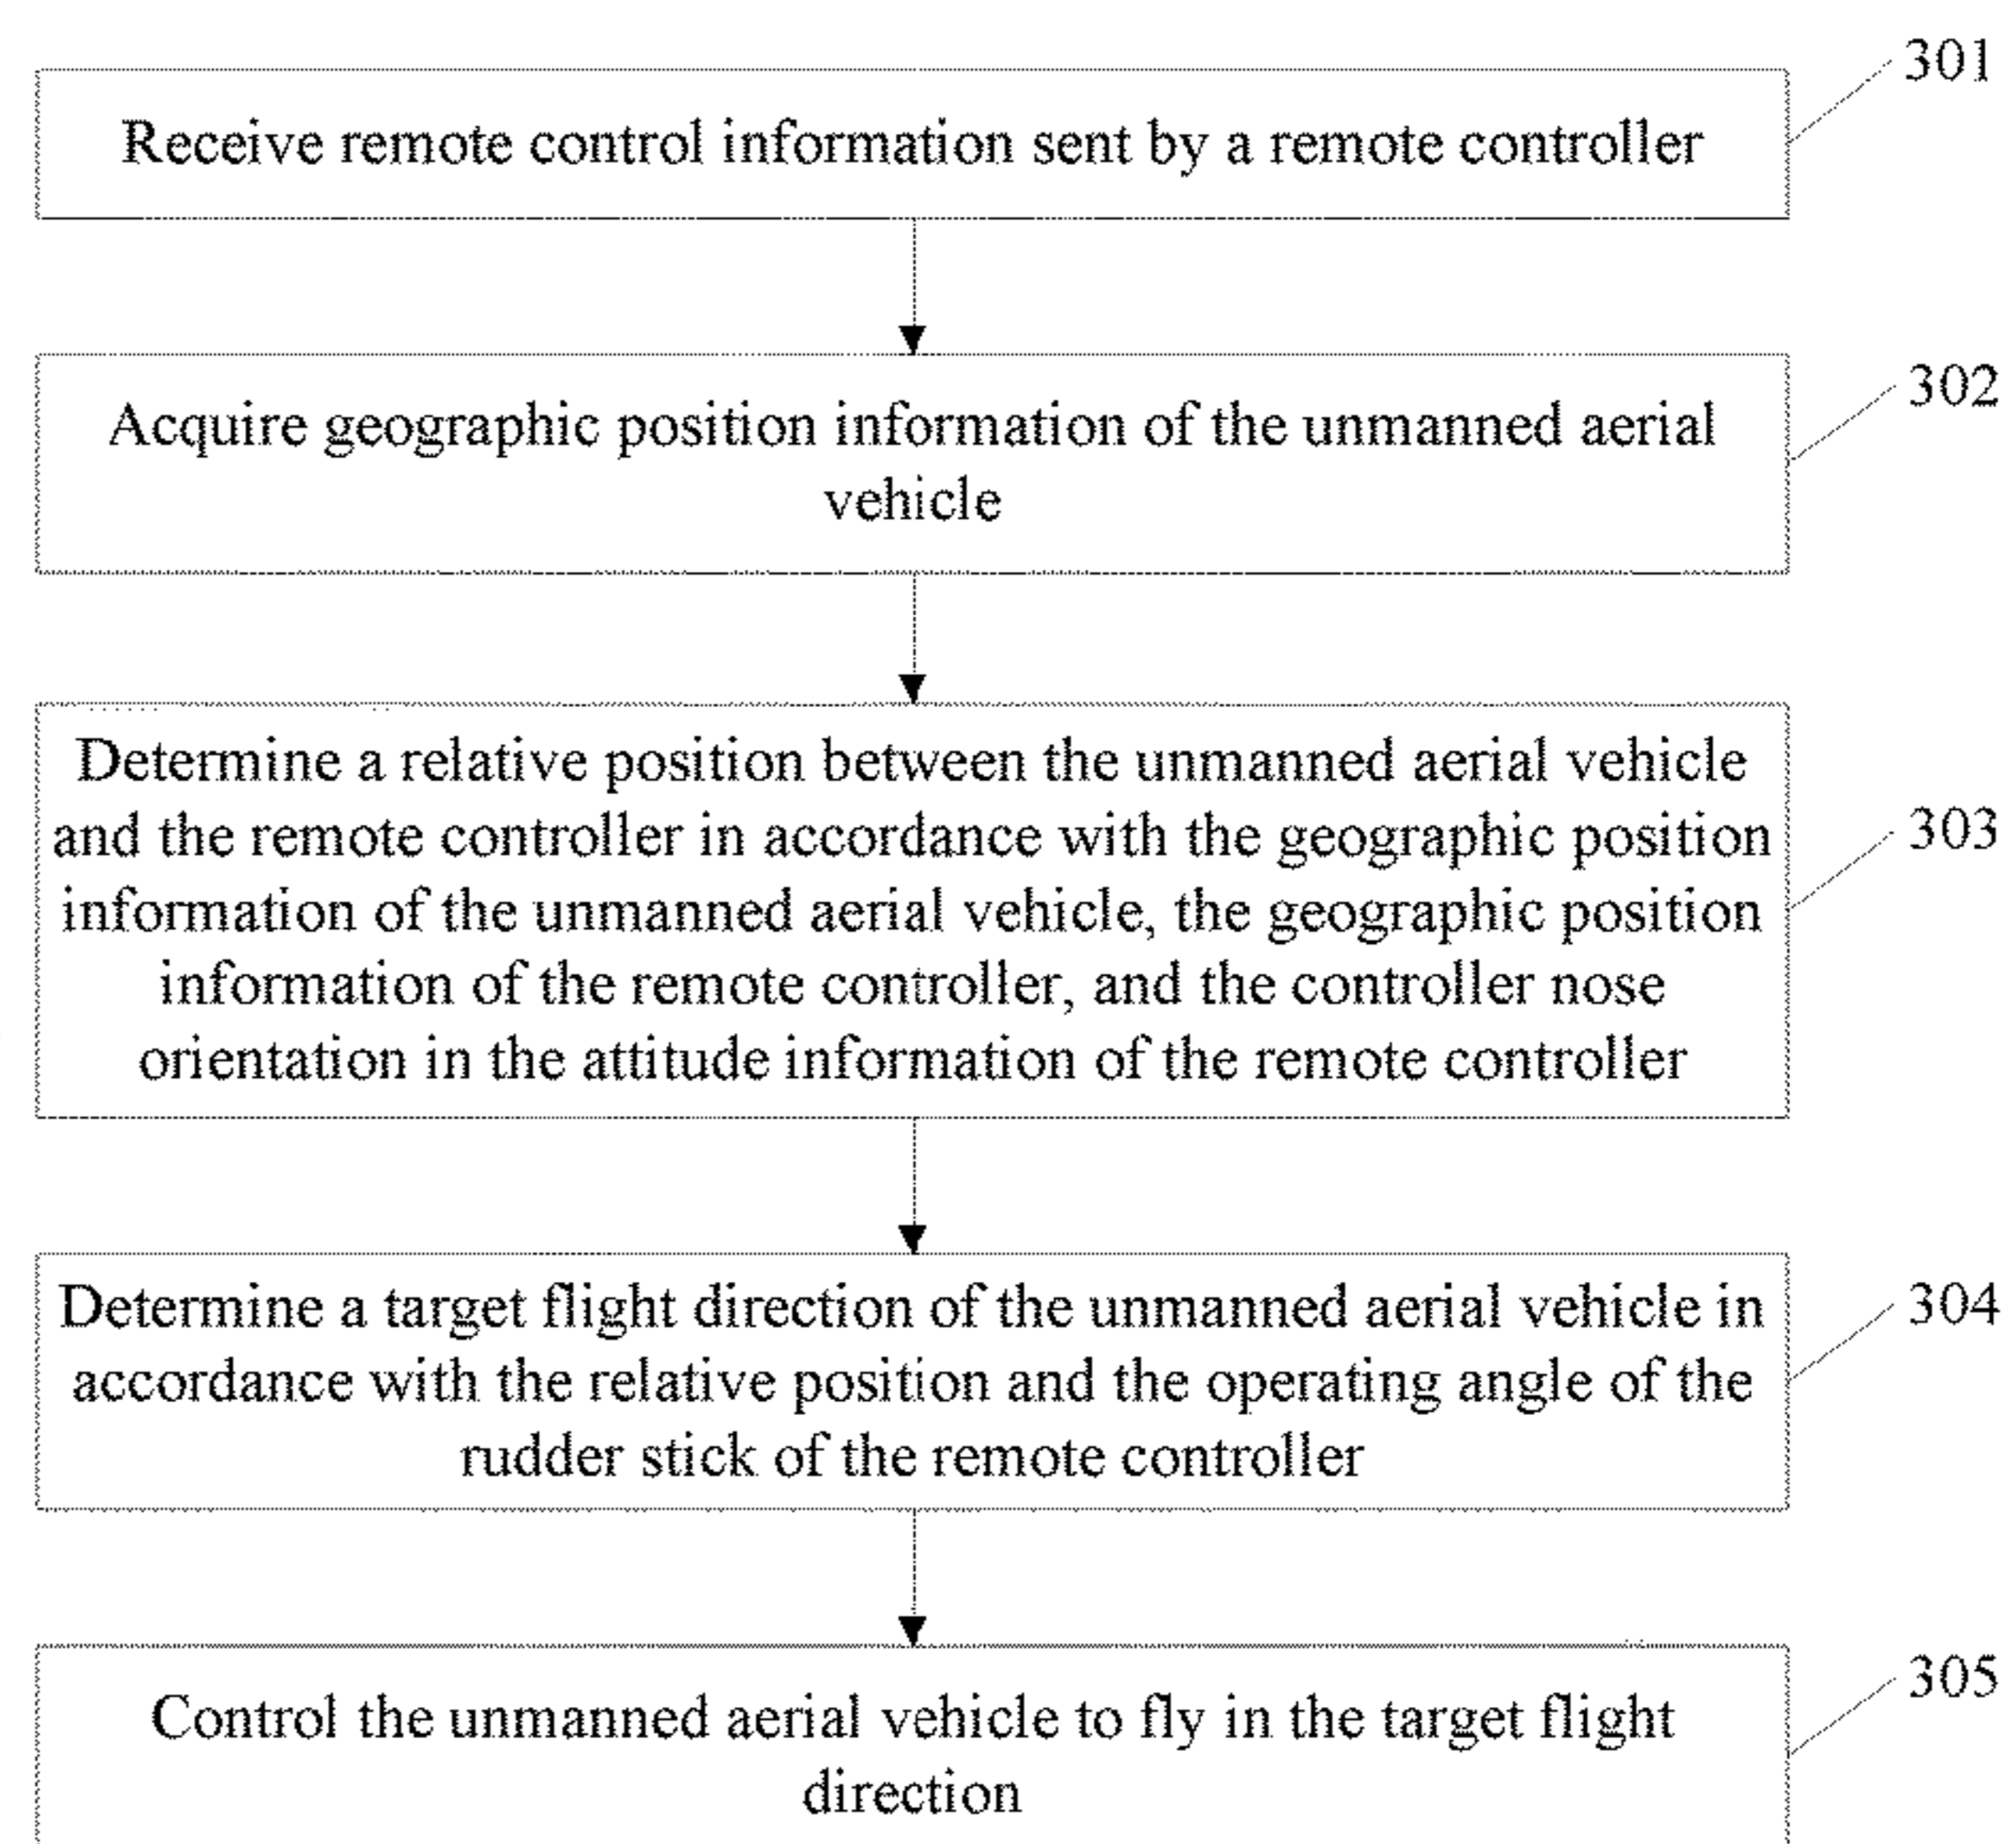 301
Receive remote control information sent by a remote controller
302
Acquire geographic position information of the unmanned aerial
vehicle
Determine a relative position between the unmanned aerial vehicle
and the remote controller in accordance with the geographic position
303
information of the unmanned aerial vehicle, the geographic position
information of the remote controller, and the controller nose
orientation in the attitude information of the remote controller
Determine a target flight direction of the unmanned aerial vehicle in
304
accordance with the relative position and the operating angle of the
rudder stick of the remote controller
305
Control the unmanned aerial vehicle to fly in the target flight
direction